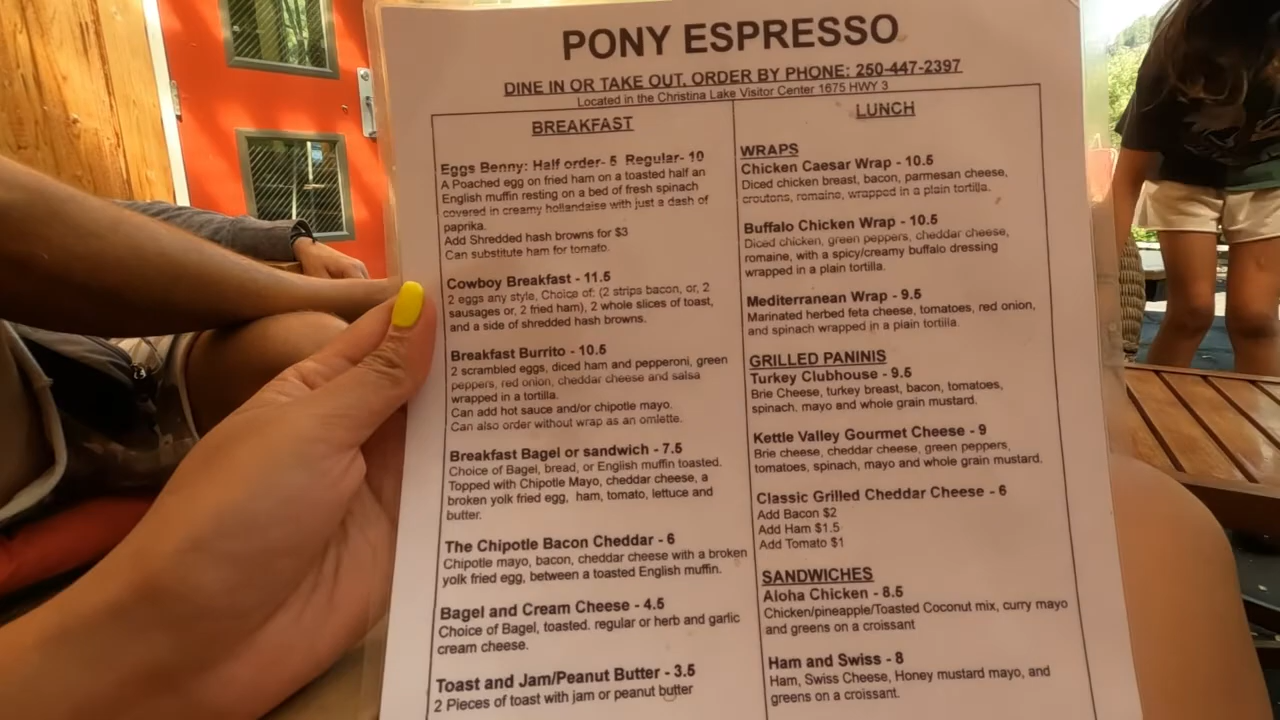 PONY ESPRESSO
DINE IN OR TAKE OUT, ORDER BY PHONE: 250-447-2397
Located in the Christina Lake Visitor Center 1675 HWY 3
BREAKFAST
Eggs Benny: Half order- 5 Regular- 10
A Poached egg on fried ham on a toasted half an
English muffin resting on a bed of fresh spinach
covered in creamy hollandaise with just a dash of
paprika.
Add Shredded hash browns for $3
Can substitute ham for tomato.
Cowboy Breakfast - 11.5
2 eggs any style, Choice of: (2 strips bacon, or, 2
sausages or, 2 fried ham), 2 whole slices of toast,
and a side of shredded hash browns.
Breakfast Burrito - 10.5
2 scrambled eggs, diced ham and pepperoni, green
peppers, red onion, cheddar cheese and salsa
wrapped in a tortilla.
Can add hot sauce and/or chipotle mayo.
Can also order without wrap as an omlette.
Breakfast Bagel or sandwich - 7.5
Choice of Bagel, bread, or English muffin toasted.
Topped with Chipotle Mayo, cheddar cheese, a
broken yolk fried egg, ham, tomato, lettuce and
butter.
The Chipotle Bacon Cheddar - 6
Chipotle mayo, bacon, cheddar cheese with a broken
yolk fried egg, between a toasted English muffin.
Bagel and Cream Cheese - 4.5
Choice of Bagel, toasted. regular or herb and garlic
cream cheese.
Toast and Jam/Peanut Butter - 3.5
2 Pieces of toast with jam or peanut butter
LUNCH
WRAPS
Chicken Caesar Wrap - 10.5
Diced chicken breast, bacon, parmesan cheese,
croutons, romaine, wrapped in a plain tortilla.
Buffalo Chicken Wrap - 10.5
Diced chicken, green peppers, cheddar cheese,
romaine, with a spicy/creamy buffalo dressing
wrapped in a plain tortilla.
Mediterranean Wrap - 9.5
Marinated herbed feta cheese, tomatoes, red onion,
and spinach wrapped in a plain tortilla.
GRILLED PANINIS
Turkey Clubhouse - 9.5
Brie Cheese, turkey breast, bacon, tomatoes,
spinach, mayo and whole grain mustard.
Kettle Valley Gourmet Cheese - 9
Brie cheese, cheddar cheese, green peppers,
tomatoes, spinach, mayo and whole grain mustard.
Classic Grilled Cheddar Cheese - 6
Add Bacon $2
Add Ham $1.5
Add Tomato $1
SANDWICHES
Aloha Chicken - 8.5
Chicken/pineapple/Toasted Coconut mix, curry mayo
and greens on a croissant
Ham and Swiss - 8
Ham, Swiss Cheese, Honey mustard mayo, and
greens on a croissant.